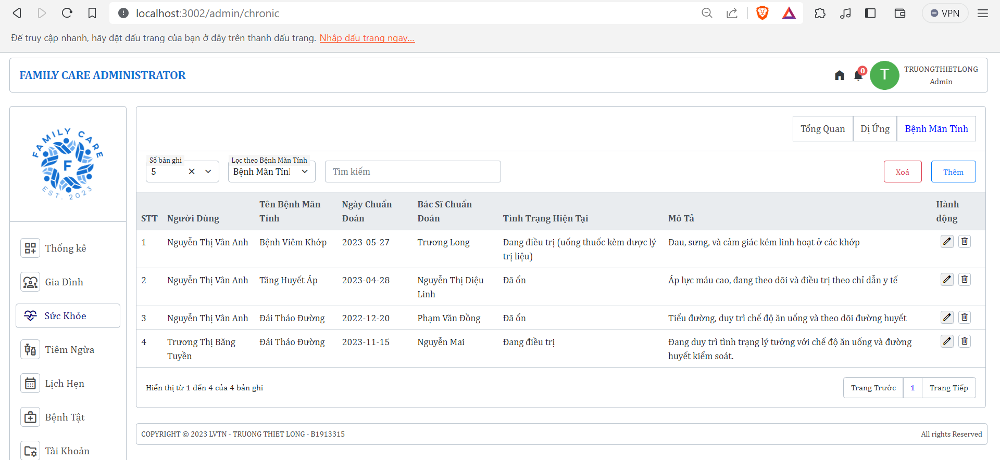 localhost:3002/admin/chronic
VPN
Để truy cập nhanh, hãy đặt dấu trang của bạn ở đây trên thanh dấu trang. Nhập dấu trang ngay...
FAMILY CARE ADMINISTRATOR
0
T
TRUONGTHIETLONG
Admin
FAMILY CARE
F
EST. 2023
Thống kê
Gia Đình
Sức Khỏe
Tiêm Ngừa
Lịch Hẹn
Bệnh Tật
Tài Khoản
Tổng Quan
Dị Ứng
Bệnh Mãn Tính
Số bản ghi
5
Lọc theo Bệnh Mãn Tính
Bệnh Mãn Tính
Tìm kiếm
Xoá
Thêm
STT Người Dùng Tên Bệnh Mãn Tính Ngày Chuẩn Đoán Bác Sĩ Chuẩn Đoán Tình Trạng Hiện Tại Mô Tả Hành động
1 Nguyễn Thị Vân Anh Bệnh Viêm Khớp 2023-05-27 Trương Long Đang điều trị (uống thuốc kèm dược lý trị liệu) Đau, sưng, và cảm giác kém linh hoạt ở các khớp
2 Nguyễn Thị Vân Anh Tăng Huyết Áp 2023-04-28 Nguyễn Thị Diệu Linh Đã ổn Áp lực máu cao, đang theo dõi và điều trị theo chỉ dẫn y tế
3 Nguyễn Thị Vân Anh Đái Tháo Đường 2022-12-20 Phạm Văn Đồng Đã ổn Tiểu đường, duy trì chế độ ăn uống và theo dõi đường huyết
4 Trương Thị Băng Tuyền Đái Tháo Đường 2023-11-15 Nguyễn Mai Đang điều trị Đang duy trì tình trạng lý tưởng với chế độ ăn uống và đường huyết kiểm soát.
Hiển thị từ 1 đến 4 của 4 bản ghi
Trang Trước
1
Trang Tiếp
COPYRIGHT © 2023 LVTN - TRUONG THIET LONG - B1913315
All rights Reserved